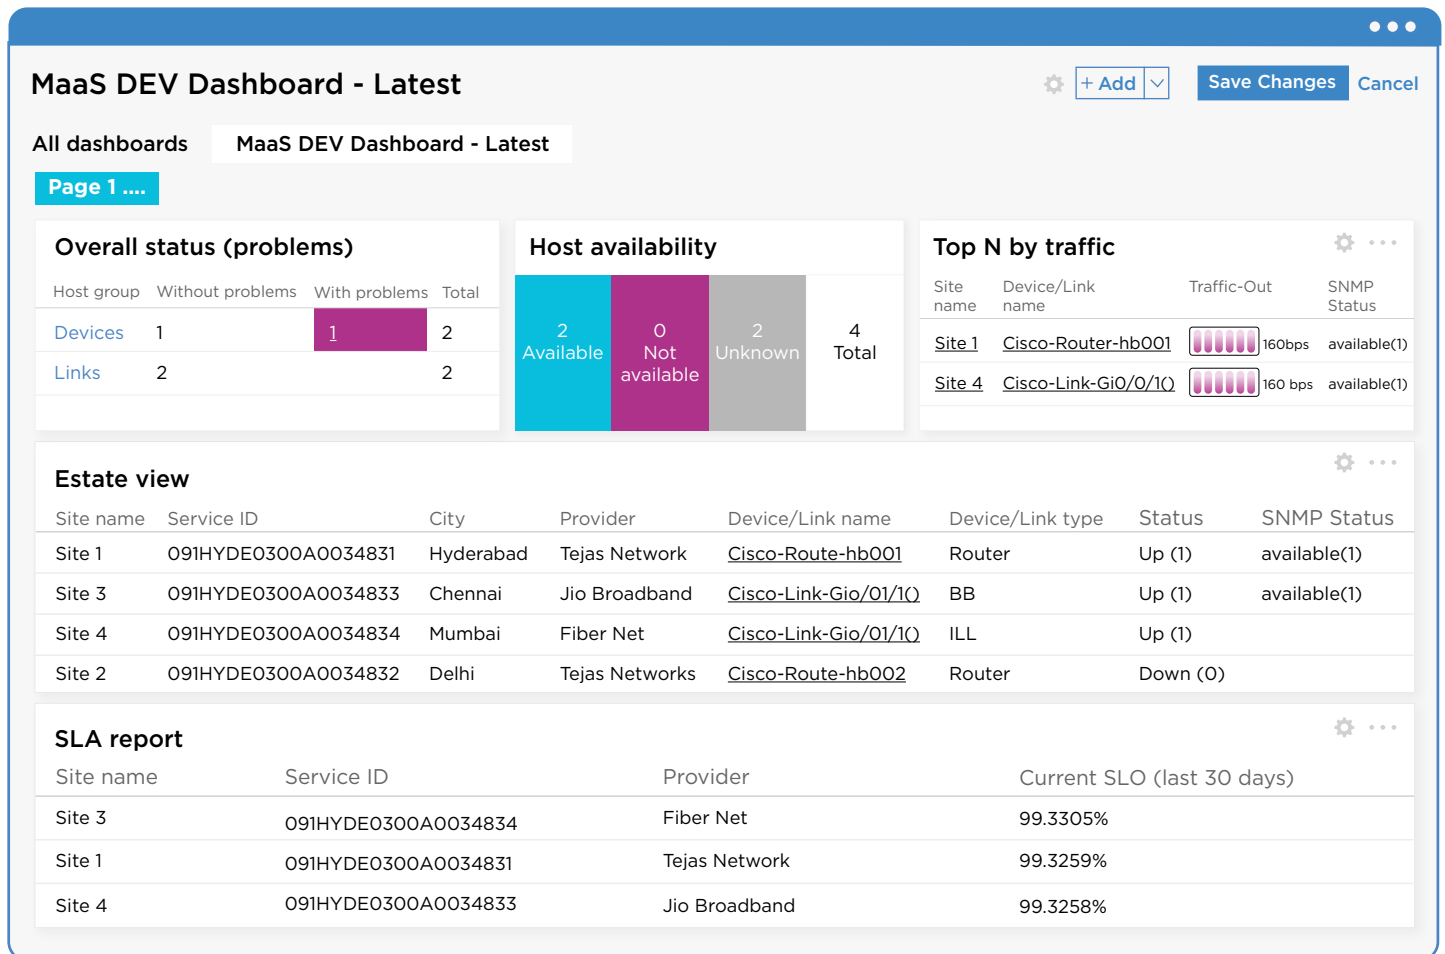 MaaS DEV Dashboard - Latest
+ Add
Save Changes
Cancel
All dashboards
MaaS DEV Dashboard - Latest
Page 1 ....
Overall status (problems)
Host group Without problems With problems Total
Devices 1 1 2
Links 2 2
Host availability
2 Available
0 Not available
2 Unknown
4 Total
Top N by traffic
Site name Device/Link name Traffic-Out SNMP Status
Site 1 Cisco-Router-hb001 160bps available(1)
Site 4 Cisco-Link-Gi0/0/1() 160 bps available(1)
Estate view
Site name Service ID City Provider Device/Link name Device/Link type Status SNMP Status
Site 1 091HYDE0300A0034831 Hyderabad Tejas Network Cisco-Route-hb001 Router Up (1) available(1)
Site 3 091HYDE0300A0034833 Chennai Jio Broadband Cisco-Link-Gio/01/1() BB Up (1) available(1)
Site 4 091HYDE0300A0034834 Mumbai Fiber Net Cisco-Link-Gio/01/1() ILL Up (1)
Site 2 091HYDE0300A0034832 Delhi Tejas Networks Cisco-Route-hb002 Router Down (0)
SLA report
Site name Service ID Provider Current SLO (last 30 days)
Site 3 091HYDE0300A0034834 Fiber Net 99.3305%
Site 1 091HYDE0300A0034831 Tejas Network 99.3259%
Site 4 091HYDE0300A0034833 Jio Broadband 99.3258%